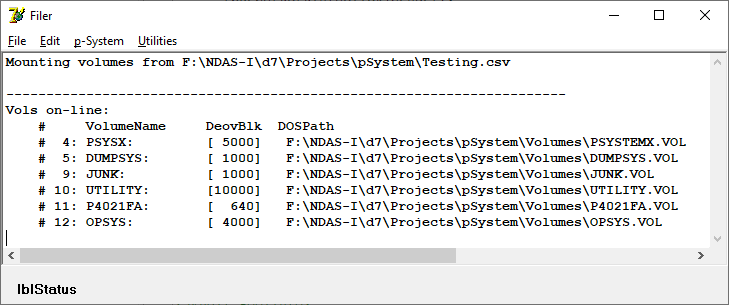 Filer
File Edit p-System Utilities
Mounting volumes from F:\NDAS-I\d7\Projects\pSystem\Testing.csv
----------------------------------------------------------------------
Vols on-line:
# VolumeName DeovBlk DOSPath
# 4: PSYSX: [ 5000] F:\NDAS-I\d7\Projects\pSystem\Volumes\PSYSTEMX.VOL
# 5: DUMPSYS: [ 1000] F:\NDAS-I\d7\Projects\pSystem\Volumes\DUMPSYS.VOL
# 9: JUNK: [ 1000] F:\NDAS-I\d7\Projects\pSystem\Volumes\JUNK.VOL
# 10: UTILITY: [10000] F:\NDAS-I\d7\Projects\pSystem\Volumes\UTILITY.VOL
# 11: P4021FA: [ 640] F:\NDAS-I\d7\Projects\pSystem\Volumes\P4021FA.VOL
# 12: OPSYS: [ 4000] F:\NDAS-I\d7\Projects\pSystem\Volumes\OPSYS.VOL
lblStatus